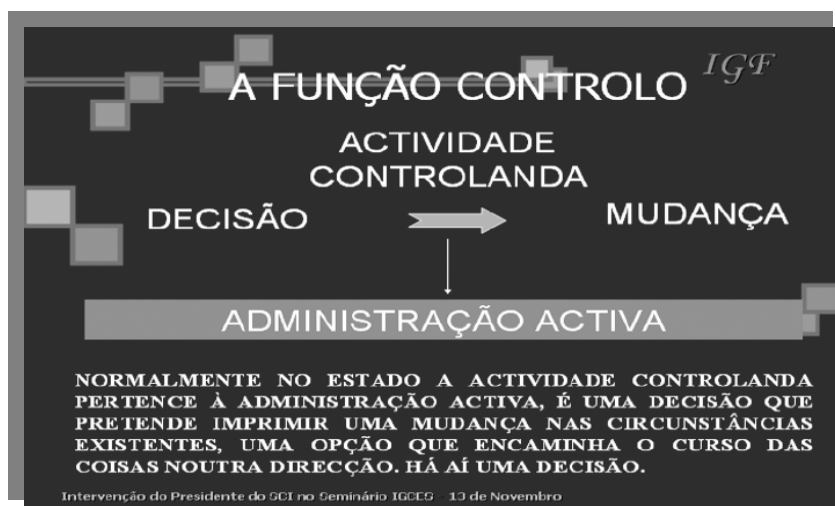 A FUNÇÃO CONTROLO
IGF
ACTIVIDADE
CONTROLANDA
DECISÃO
MUDANÇA
ADMINISTRAÇÃO ACTIVA
NORMALMENTE NO ESTADO A ACTIVIDADE CONTROLANDA
PERTENCE À ADMINISTRAÇÃO ACTIVA, É UMA DECISÃO QUE
PRETENDE IMPRIMIR UMA MUDANÇA NAS CIRCUNSTÂNCIAS
EXISTENTES, UMA OPÇÃO QUE ENCAMINHA O CURSO DAS
COISAS NOUTRA DIRECÇÃO. HÁ AÍ UMA DECISÃO.
Intervenção do Presidente do SCI no Seminário IGCES - 13 de Novembro